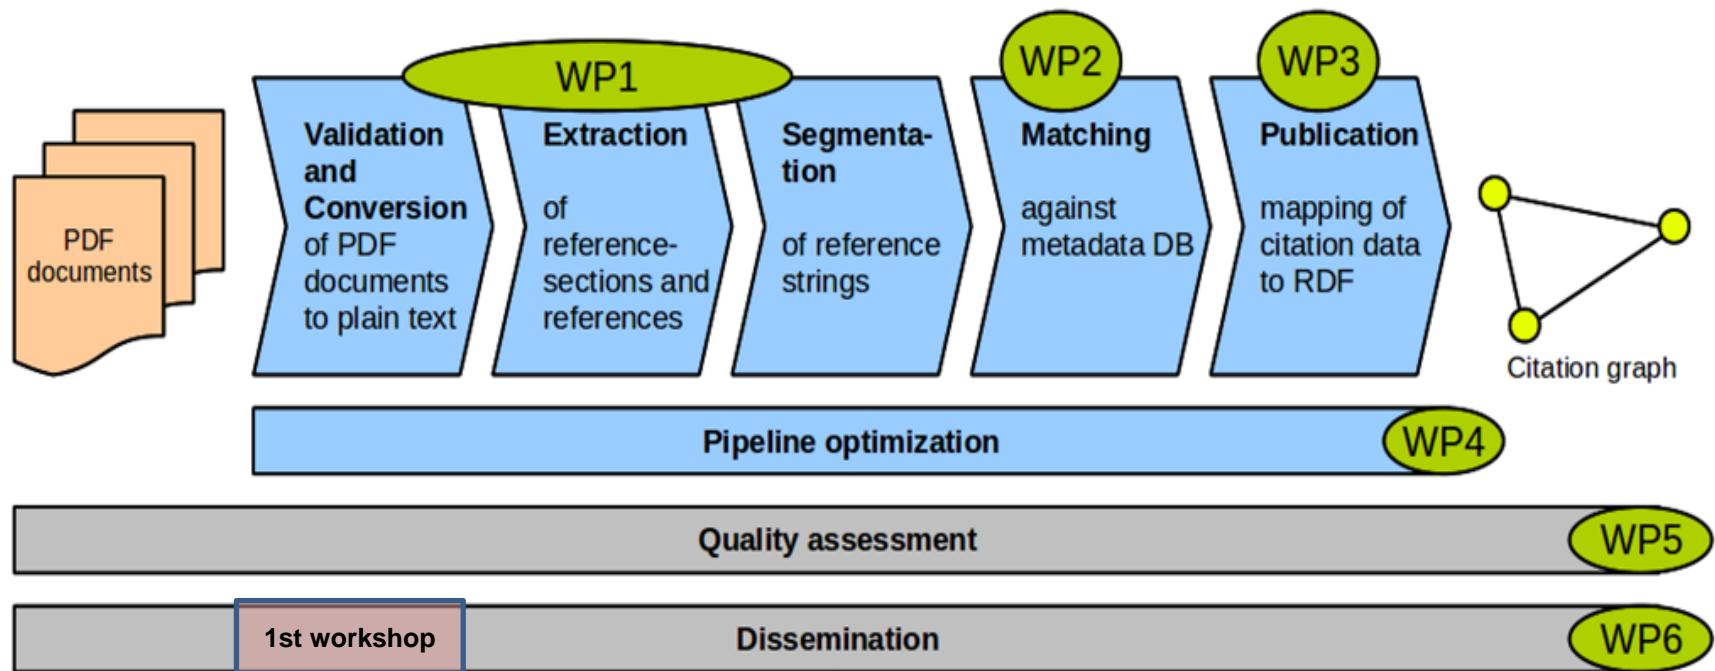 WP1
WP2
WP3
PDF
documents
Validation
and
Conversion
of PDF
documents
to plain text
Extraction
of
reference-
sections and
references
Segmenta-
tion
of reference
strings
Matching
against
metadata DB
Publication
mapping of
citation data
to RDF
Citation graph
Pipeline optimization
WP4
Quality assessment
WP5
1st workshop
Dissemination
WP6